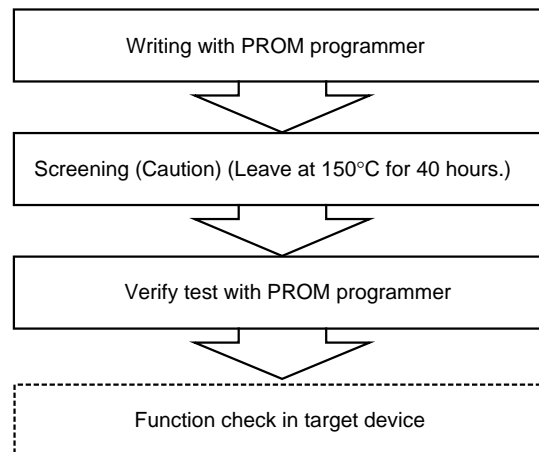 Writing with PROM programmer
Screening (Caution) (Leave at 150°C for 40 hours.)
Verify test with PROM programmer
Function check in target device